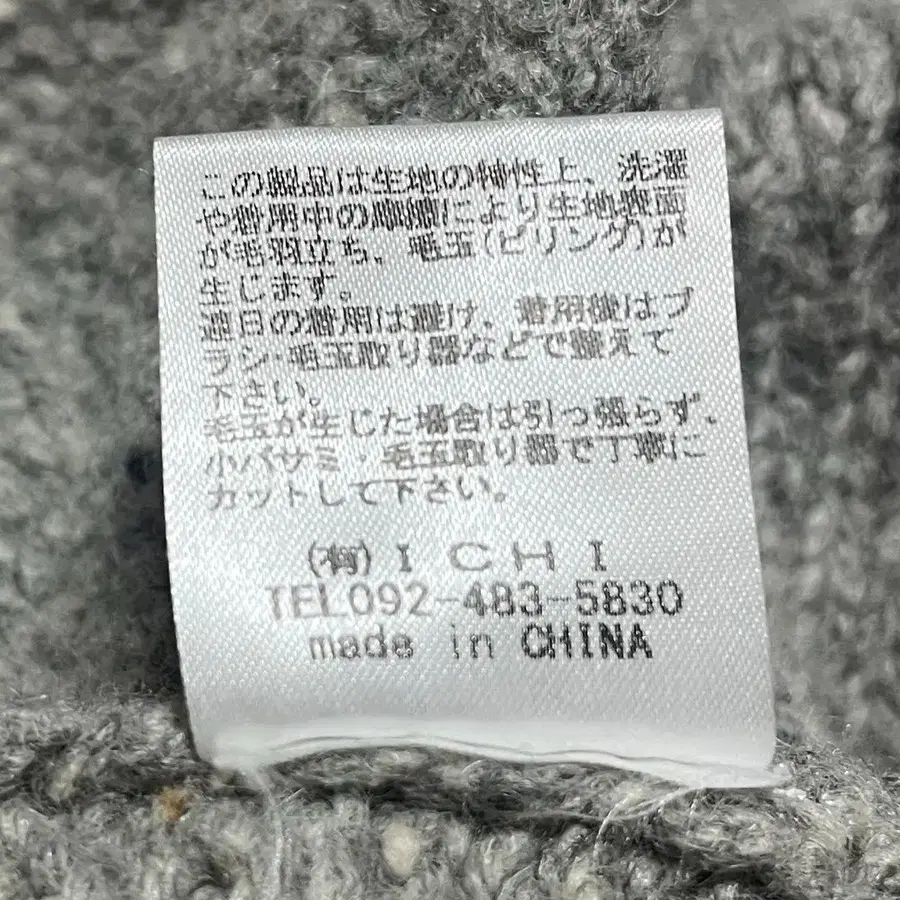 この製品は生地の特性上、洗濯
や着用中の摩擦により生地表面
が毛羽立ち、毛玉(ピリング)が
生じます。
連日の着用は避け、着用後はブ
ラシ・毛玉取り器などで整えて
下さい。
毛玉が生じた場合は引っ張らず、
小バサミ・毛玉取り器で丁寧に
カットして下さい。
(有)ICHI
TEL092-483-5830
made in CHINA